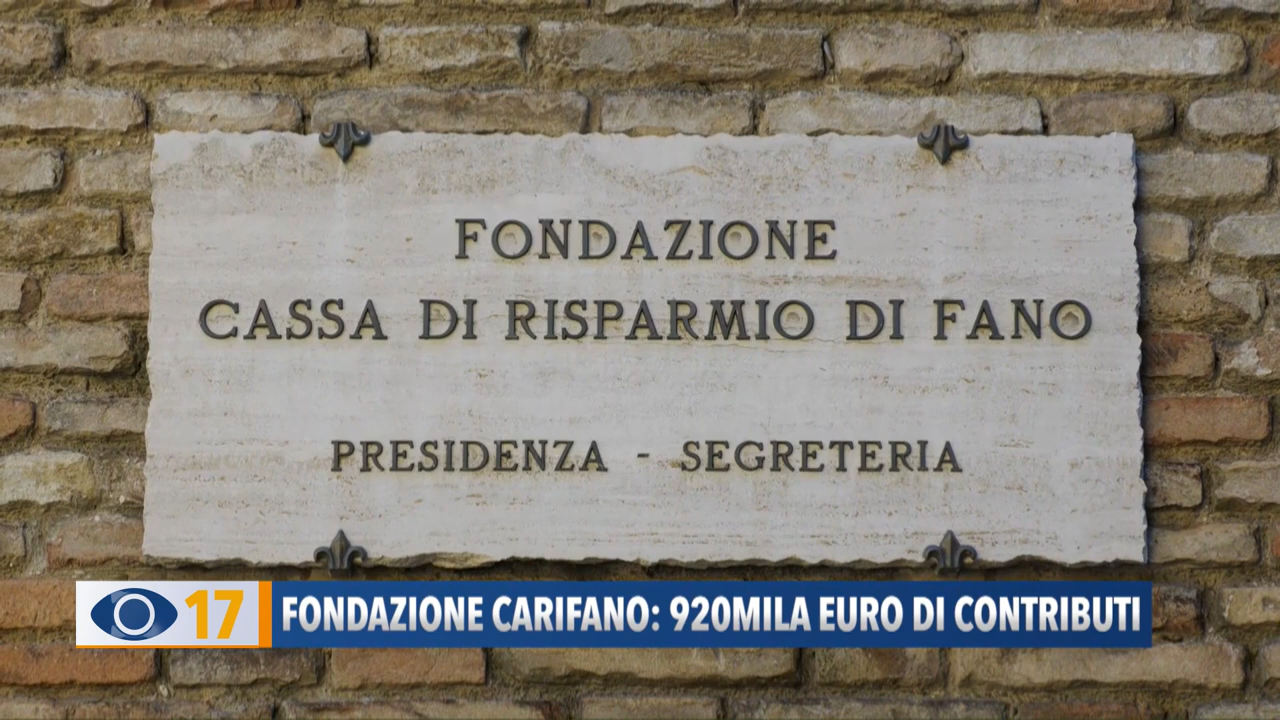 FONDAZIONE
CASSA DI RISPARMIO DI FANO
PRESIDENZA - SEGRETERIA
17 FONDAZIONE CARIFANO: 920MILA EURO DI CONTRIBUTI